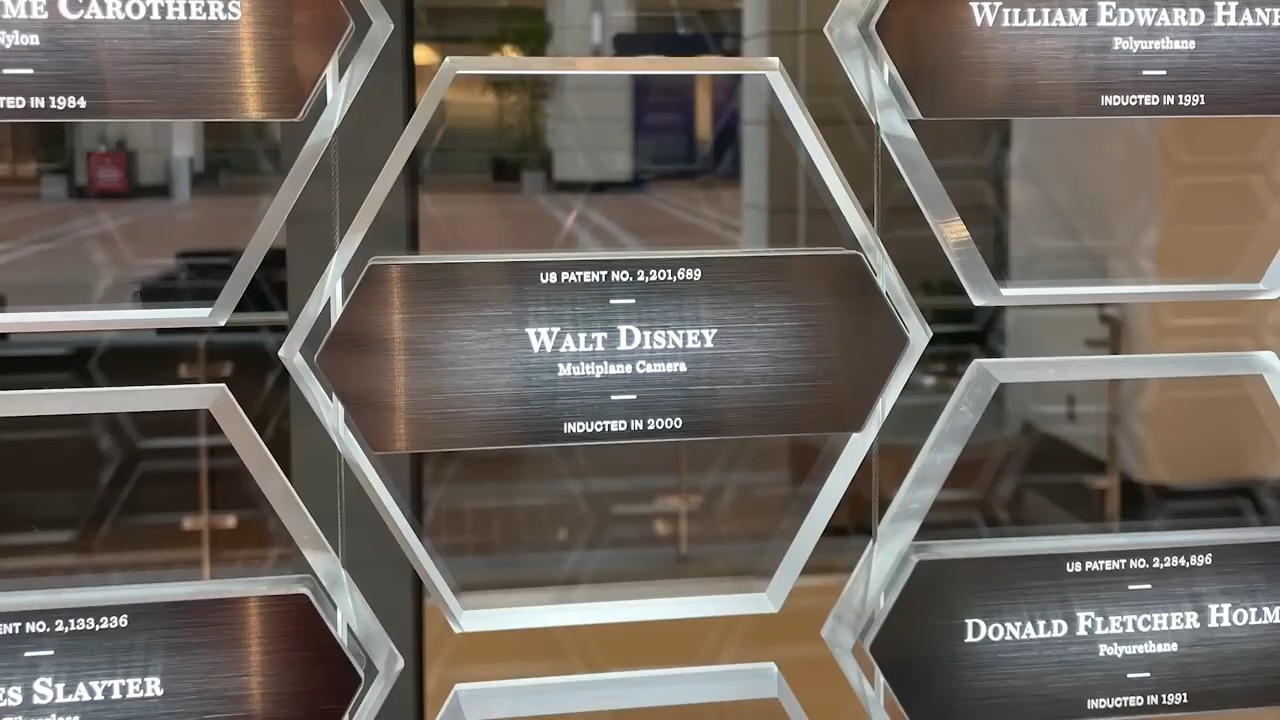 ME CAROTHERS
Nylon
TED IN 1984
WILLIAM EDWARD HAN
Polyurethane
INDUCTED IN 1991
US PATENT NO. 2,201,689
WALT DISNEY
Multiplane Camera
INDUCTED IN 2000
ENT NO. 2,133,236
ES SLAYTER
US PATENT NO. 2,284,896
DONALD FLETCHER HOLM
Polyurethane
INDUCTED IN 1991